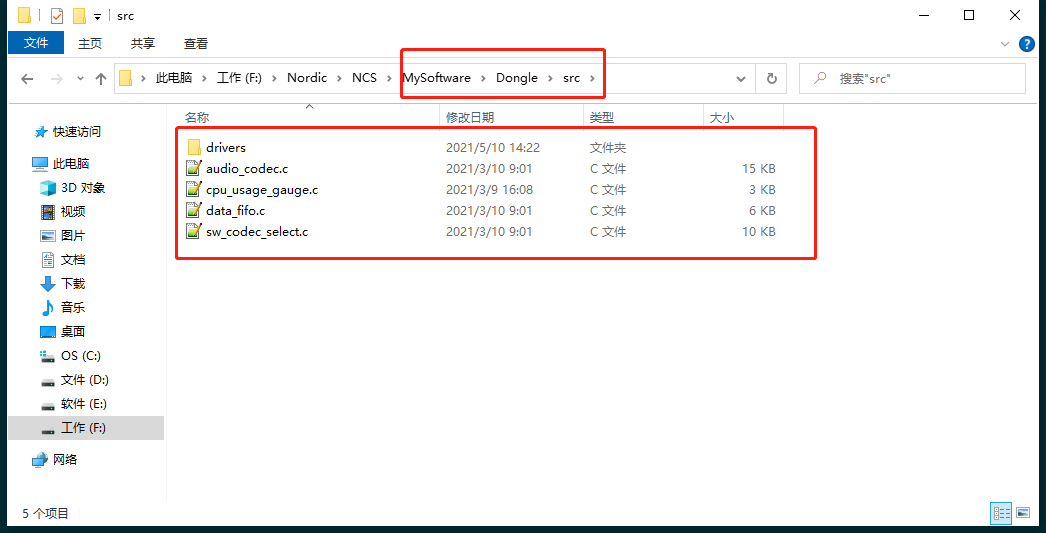 src
文件 主页 共享 查看
此电脑 工作 (F:) Nordic NCS MySoftware Dongle src 搜索"src"
名称 修改日期 类型 大小
drivers 2021/5/10 14:22 文件夹
audio_codec.c 2021/3/10 9:01 C 文件 15 KB
cpu_usage_gauge.c 2021/3/9 16:08 C 文件 3 KB
data_fifo.c 2021/3/10 9:01 C 文件 6 KB
sw_codec_select.c 2021/3/10 9:01 C 文件 10 KB
快速访问
此电脑
3D 对象
视频
图片
文档
下载
音乐
桌面
OS (C:)
文件 (D:)
软件 (E:)
工作 (F:)
网络
5 个项目